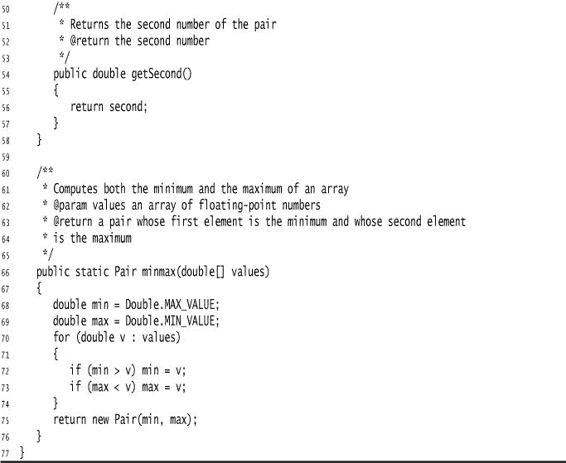 50 /**
51 * Returns the second number of the pair
52 * @return the second number
53 */
54 public double getSecond()
55 {
56 return second;
57 }
58 }
59
60 /**
61 * Computes both the minimum and the maximum of an array
62 * @param values an array of floating-point numbers
63 * @return a pair whose first element is the minimum and whose second element
64 * is the maximum
65 */
66 public static Pair minmax(double[] values)
67 {
68 double min = Double.MAX_VALUE;
69 double max = Double.MIN_VALUE;
70 for (double v : values)
71 {
72 if (min > v) min = v;
73 if (max < v) max = v;
74 }
75 return new Pair(min, max);
76 }
77 }